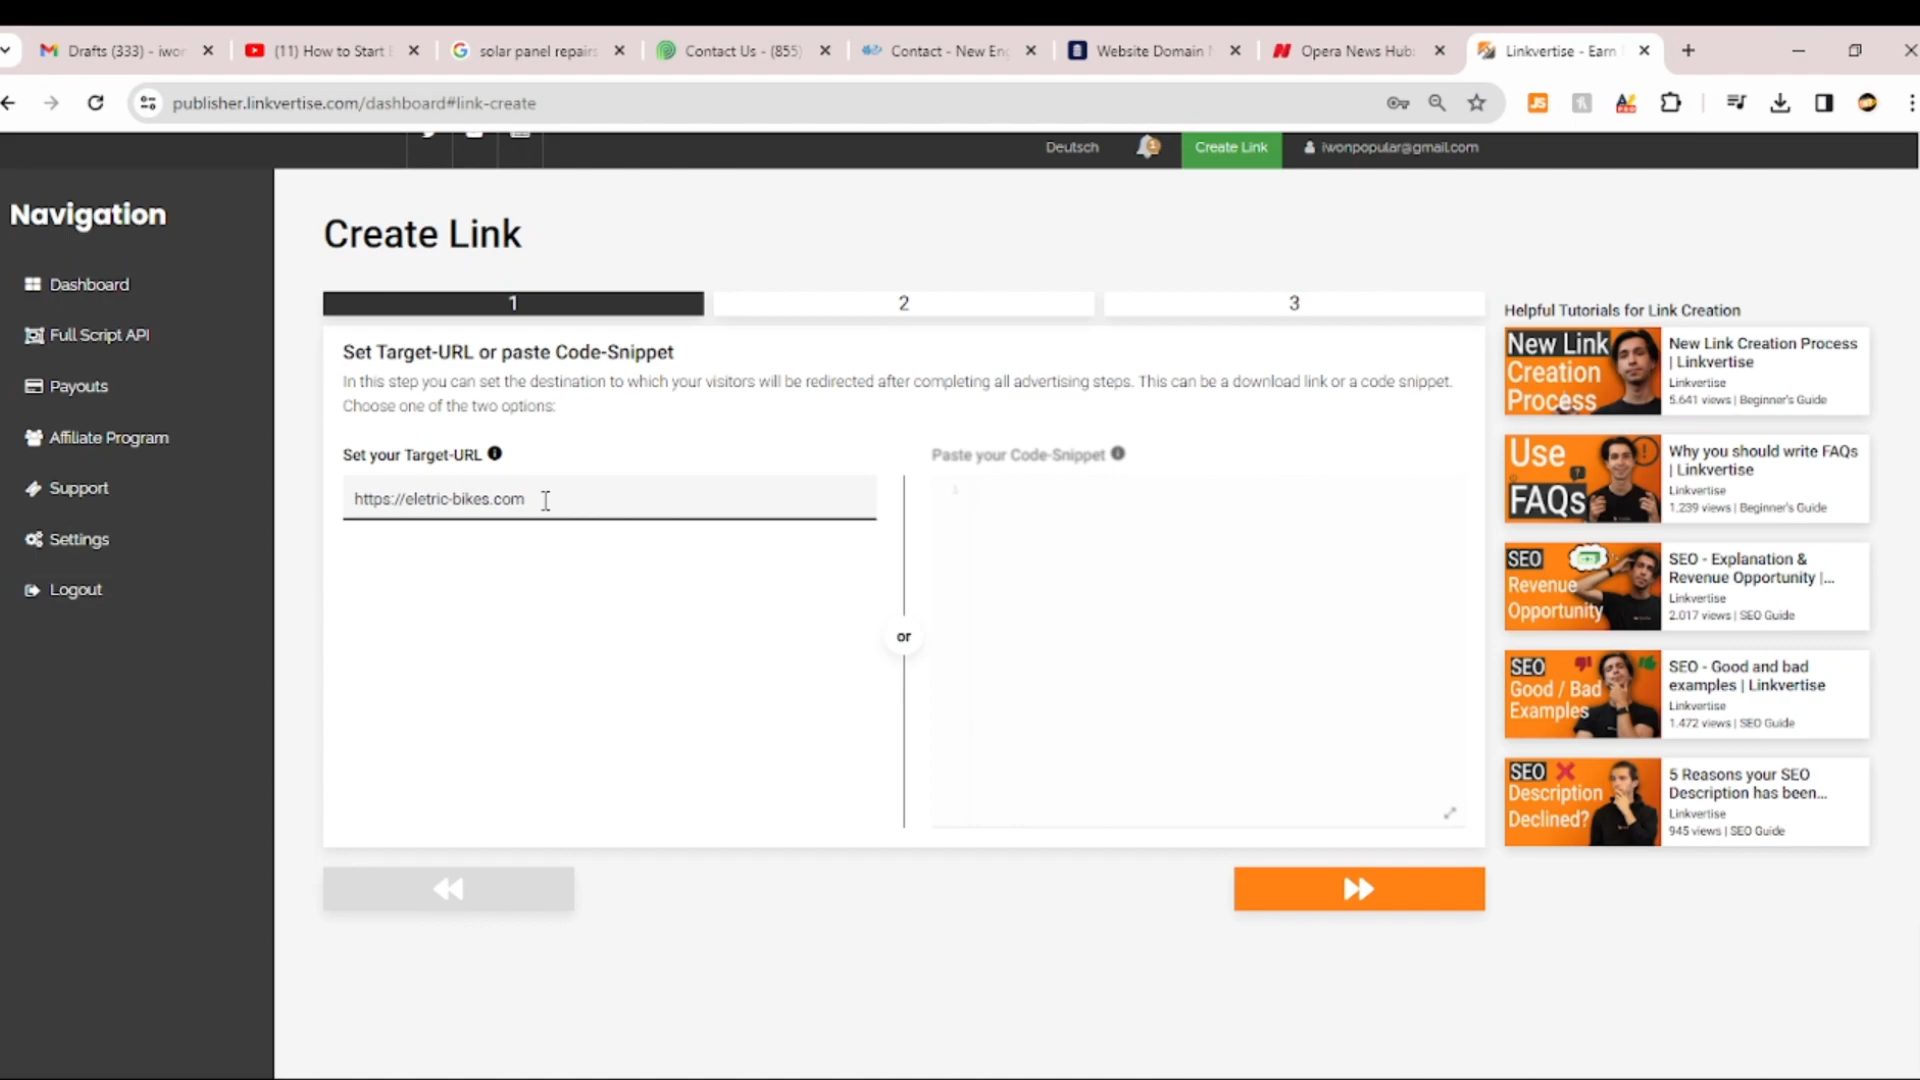 Drafts (333) - iwor
(11) How to Start E
solar panel repairs
Contact Us - (855)
Contact - New Eng
Website Domain N
Opera News Hub:
Linkvertise - Earn
publisher.linkvertise.com/dashboard#link-create
Deutsch
Create Link
iwonpopular@gmail.com
Navigation
Dashboard
Full Script API
Payouts
Affiliate Program
Support
Settings
Logout
Create Link
1
2
3
Set Target-URL or paste Code-Snippet
In this step you can set the destination to which your visitors will be redirected after completing all advertising steps. This can be a download link or a code snippet.
Choose one of the two options:
Set your Target-URL
https://eletric-bikes.com
or
Paste your Code-Snippet
1
Helpful Tutorials for Link Creation
New Link
Creation
Process
New Link Creation Process
| Linkvertise
Linkvertise
5.641 views | Beginner's Guide
Use
FAQs
Why you should write FAQs
| Linkvertise
Linkvertise
1.239 views | Beginner's Guide
SEO
Revenue
Opportunity
SEO - Explanation &
Revenue Opportunity |...
Linkvertise
2.017 views | SEO Guide
SEO
Good / Bad
Examples
SEO - Good and bad
examples | Linkvertise
Linkvertise
1.472 views | SEO Guide
SEO
Description
Declined?
5 Reasons your SEO
Description has been...
Linkvertise
945 views | SEO Guide